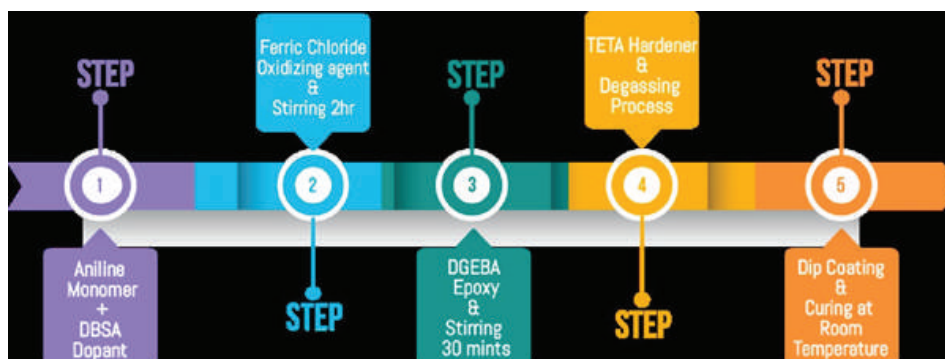 STEP
1
Aniline
Monomer
+
DBSA
Dopant
Ferric Chloride
Oxidizing agent
&
Stirring 2hr
2
STEP
STEP
3
DGEBA
Epoxy
&
Stirring
30 mints
TETA Hardener
&
Degassing
Process
4
STEP
STEP
5
Dip Coating
&
Curing at
Room
Temperature